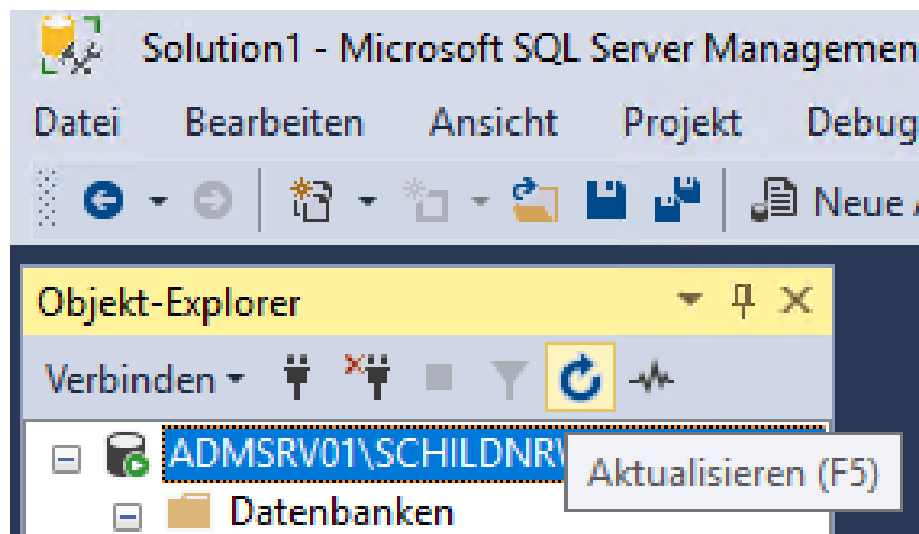 Solution1 - Microsoft SQL Server Managemen
Datei Bearbeiten Ansicht Projekt Debug
Neue
Objekt-Explorer
Verbinden
ADMSRV01\SCHILDNR
Aktualisieren (F5)
Datenbanken